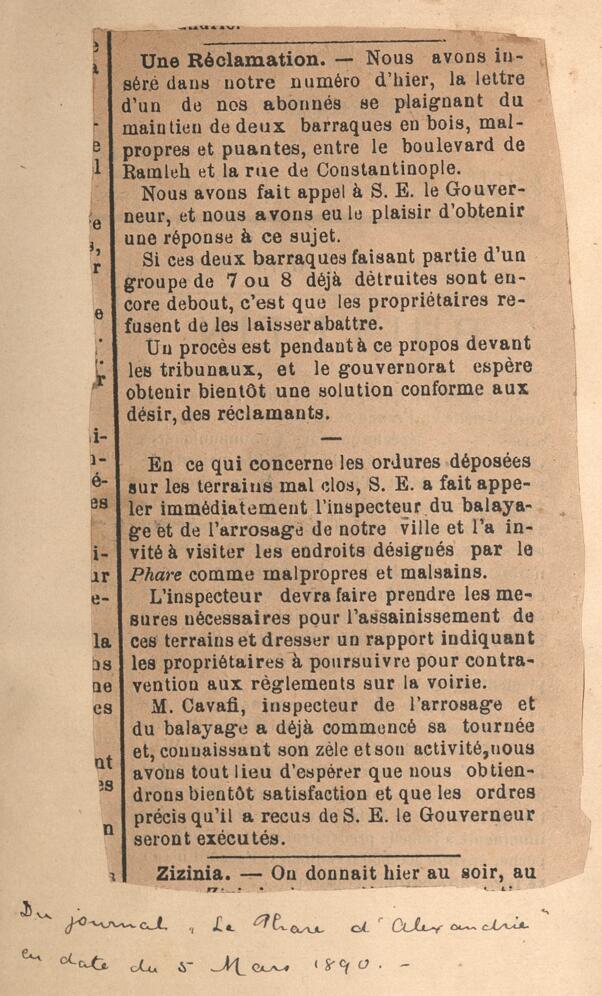 Une Réclamation. — Nous avons in-
séré dans notre numéro d'hier, la lettre
d'un de nos abonnés se plaignant du
maintien de deux barraques en bois, mal-
propres et puantes, entre le boulevard de
Ramleh et la rue de Constantinople.
Nous avons fait appel à S. E. le Gouver-
neur, et nous avons eu le plaisir d'obtenir
une réponse à ce sujet.
Si ces deux barraques faisant partie d'un
groupe de 7 ou 8 déjà détruites sont en-
core debout, c'est que les propriétaires re-
fusent de les laisser abattre.
Un procès est pendant à ce propos devant
les tribunaux, et le gouvernorat espère
obtenir bientôt une solution conforme aux
désir, des réclamants.
—
En ce qui concerne les ordures déposées
sur les terrains mal clos, S. E. a fait appe-
ler immédiatement l'inspecteur du balaya-
ge et de l'arrosage de notre ville et l'a in-
vité à visiter les endroits désignés par le
Phare comme malpropres et malsains.
L'inspecteur devra faire prendre les me-
sures nécessaires pour l'assainissement de
ces terrains et dresser un rapport indiquant
les propriétaires à poursuivre pour contra-
vention aux règlements sur la voirie.
M. Cavafi, inspecteur de l'arrosage et
du balayage a déjà commencé sa tournée
et, connaissant son zèle et son activité, nous
avons tout lieu d'espérer que nous obtien-
drons bientôt satisfaction et que les ordres
précis qu'il a recus de S. E. le Gouverneur
seront exécutés.
Zizinia. — On donnait hier au soir, au
Du journal „Le Phare d'Alexandrie"
en date du 5 Mars 1890. –